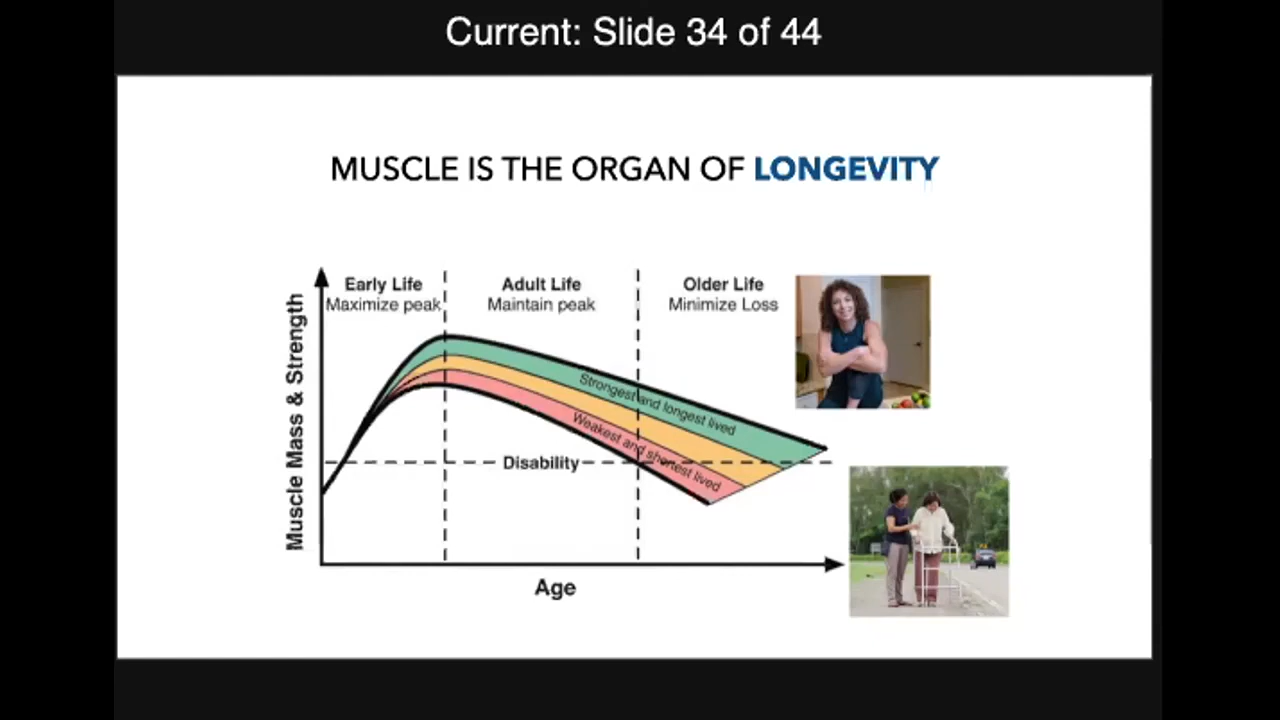 Current: Slide 34 of 44
MUSCLE IS THE ORGAN OF LONGEVITY
Early Life
Maximize peak
Adult Life
Maintain peak
Older Life
Minimize Loss
Muscle Mass & Strength
Strongest and longest lived
Weakest and shortest lived
Disability
Age